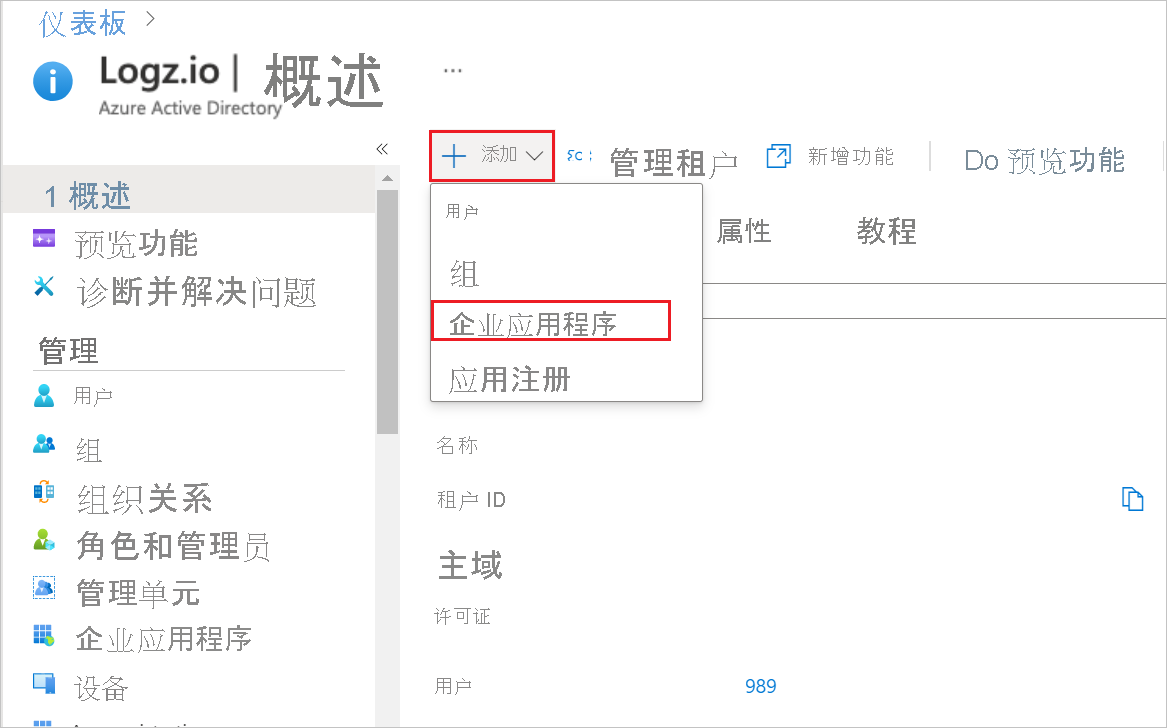 仪表板
Logz.io | 概述
Azure Active Directory
1 概述
预览功能
诊断并解决问题
管理
用户
组
组织关系
角色和管理员
管理单元
企业应用程序
设备
添加
管理租户
新增功能
Do 预览功能
用户
组
企业应用程序
应用注册
属性
教程
名称
租户 ID
主域
许可证
用户
989